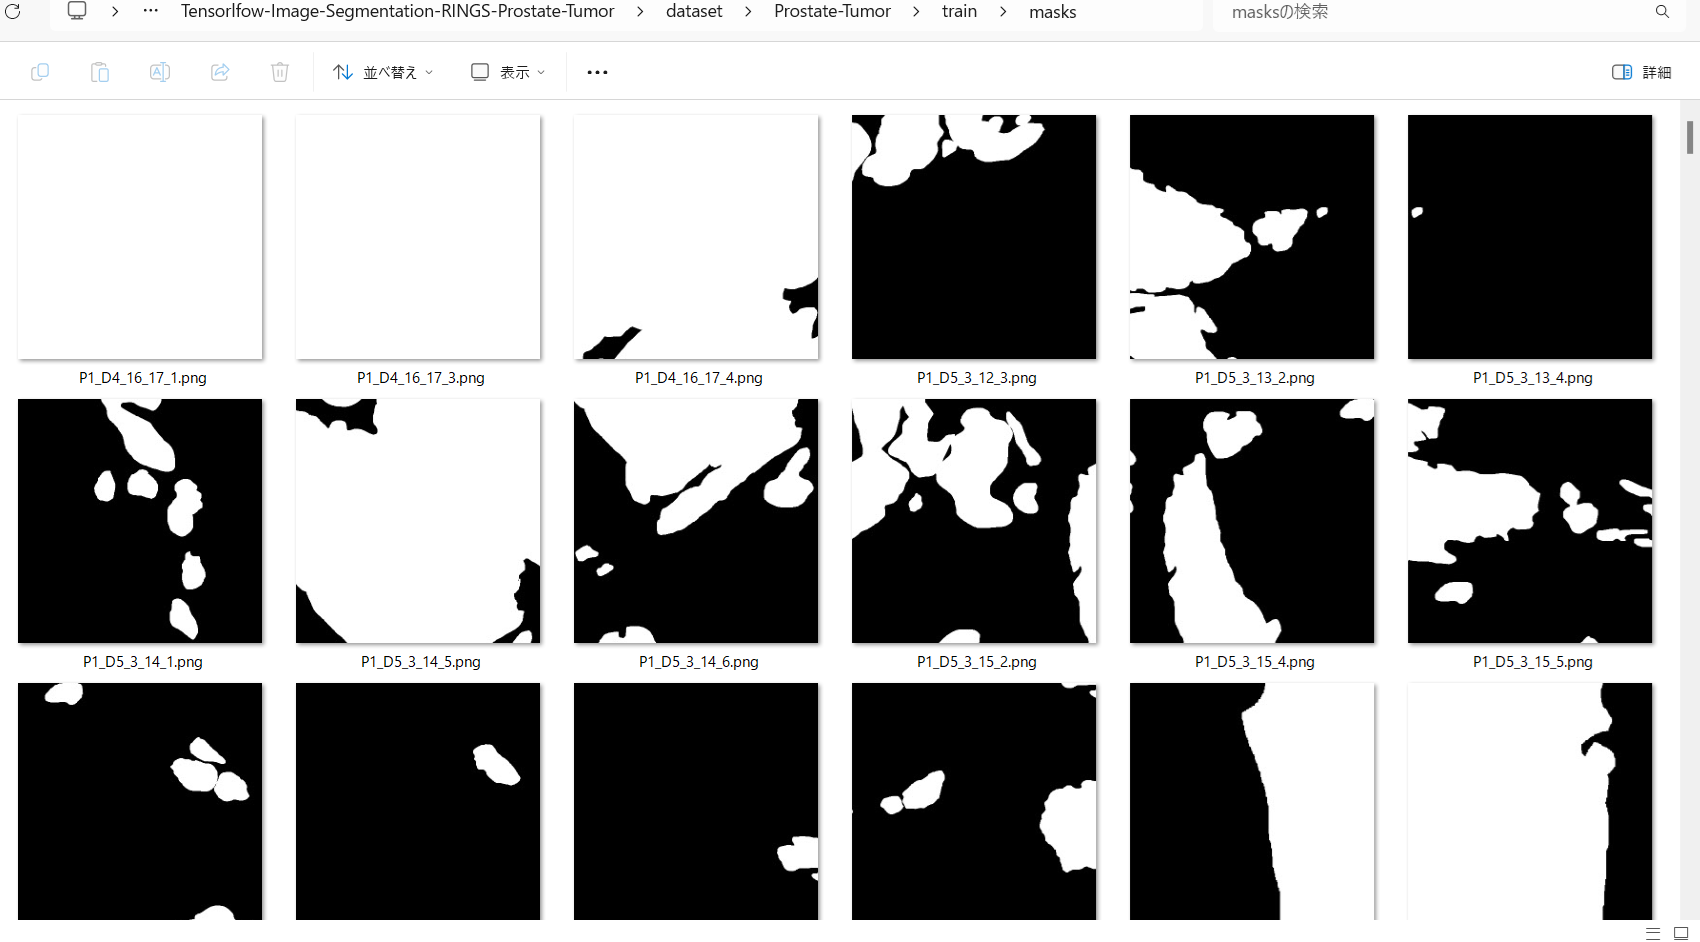 Tensorlfow-Image-Segmentation-RINGS-Prostate-Tumor > dataset > Prostate-Tumor > train > masks masksの検索
並べ替え 表示 詳細
P1_D4_16_17_1.png P1_D4_16_17_3.png P1_D4_16_17_4.png P1_D5_3_12_3.png P1_D5_3_13_2.png P1_D5_3_13_4.png
P1_D5_3_14_1.png P1_D5_3_14_5.png P1_D5_3_14_6.png P1_D5_3_15_2.png P1_D5_3_15_4.png P1_D5_3_15_5.png